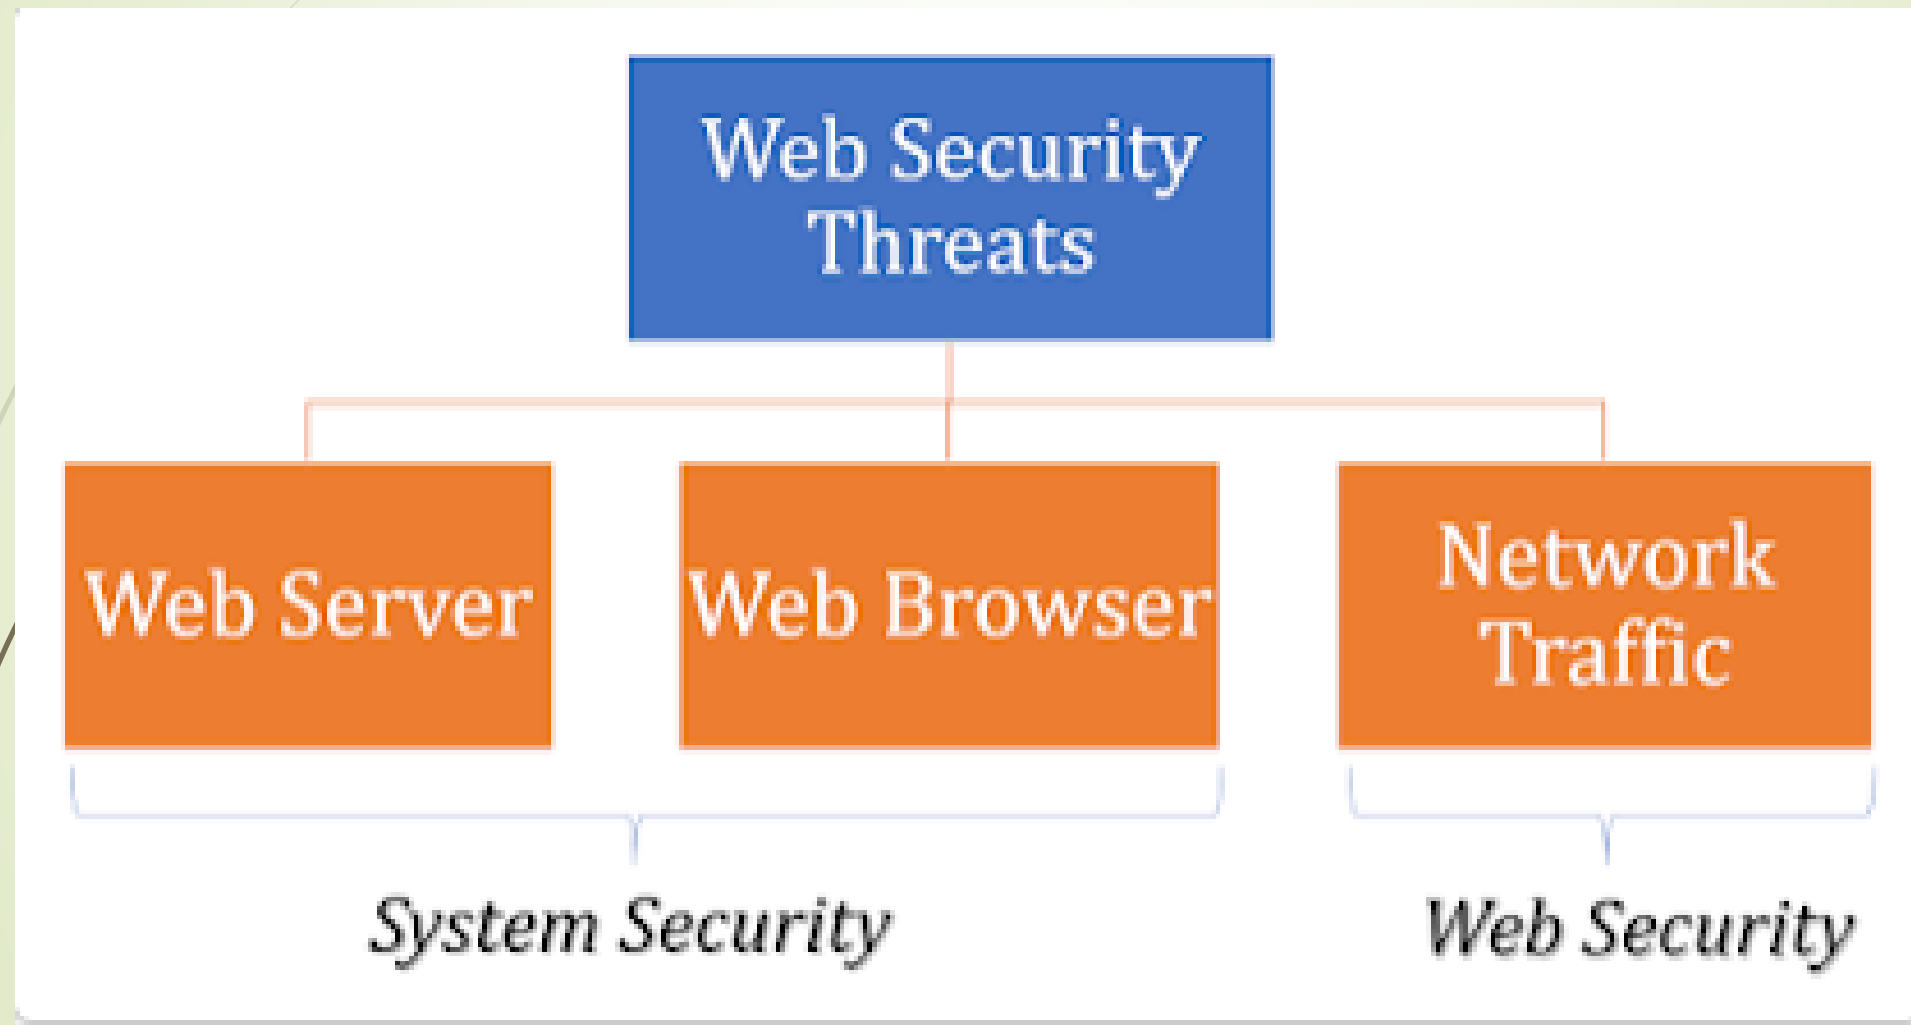 Web Security
Threats
Web Server
Web Browser
Network
Traffic
System Security
Web Security